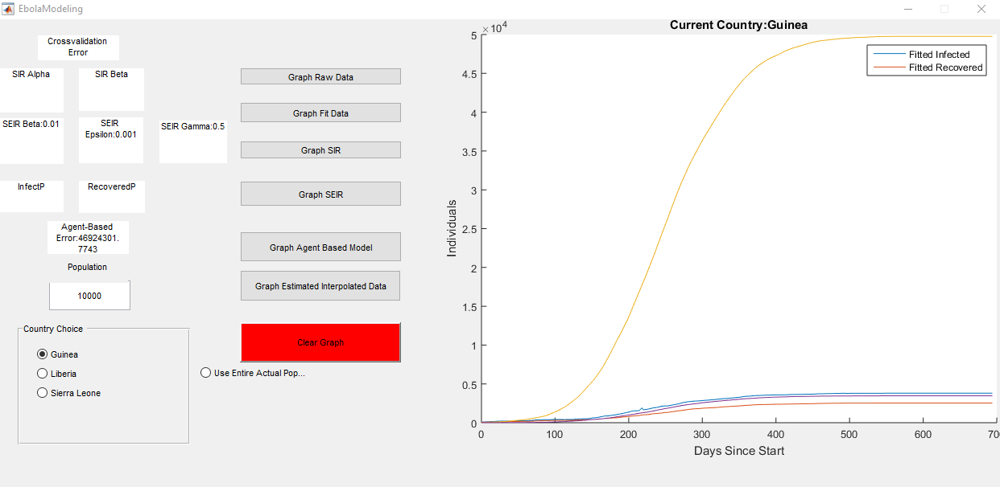 EbolaModeling
Crossvalidation
Error
SIR Alpha
SIR Beta
SEIR Beta:0.01
SEIR
Epsilon:0.001
SEIR Gamma:0.5
InfectP
RecoveredP
Agent-Based
Error:46924301.
7743
Population
10000
Country Choice
Guinea
Liberia
Sierra Leone
Graph Raw Data
Graph Fit Data
Graph SIR
Graph SEIR
Graph Agent Based Model
Graph Estimated Interpolated Data
Clear Graph
Use Entire Actual Pop...
Current Country:Guinea
×10⁴
Fitted Infected
Fitted Recovered
5
4.5
4
3.5
3
2.5
2
1.5
1
0.5
0
Individuals
0 100 200 300 400 500 600 70
Days Since Start